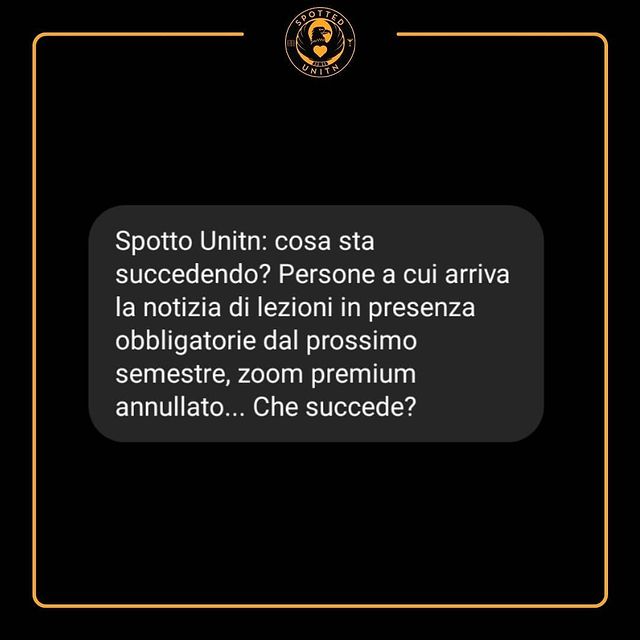 SPOTTED
UNITN
Spotto Unitn: cosa sta
succedendo? Persone a cui arriva
la notizia di lezioni in presenza
obbligatorie dal prossimo
semestre, zoom premium
annullato... Che succede?